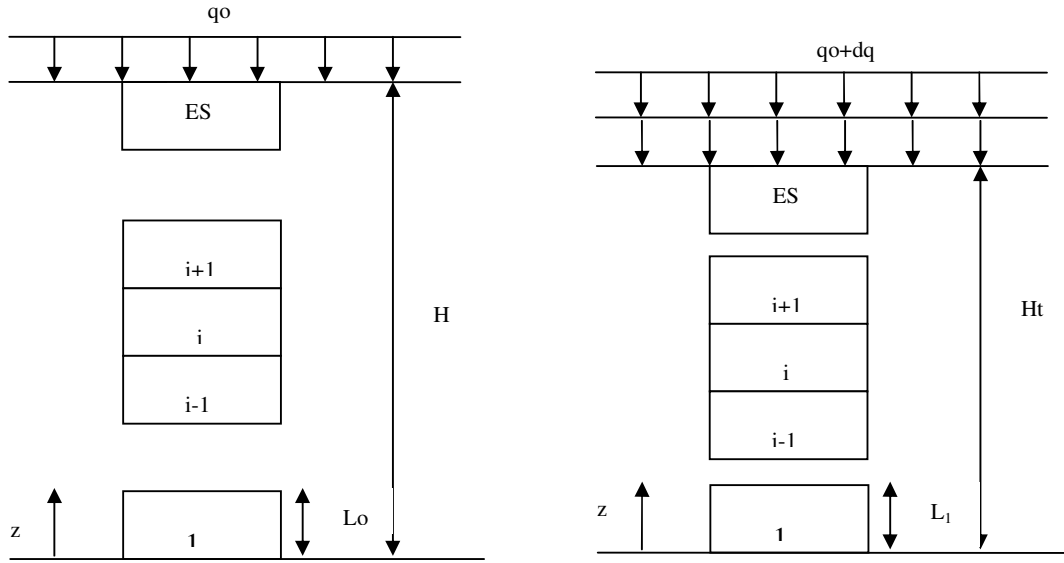 qo
ES
i+1
i
i-1
H
z
1
Lo
qo+dq
ES
i+1
i
i-1
Ht
z
1
L₁